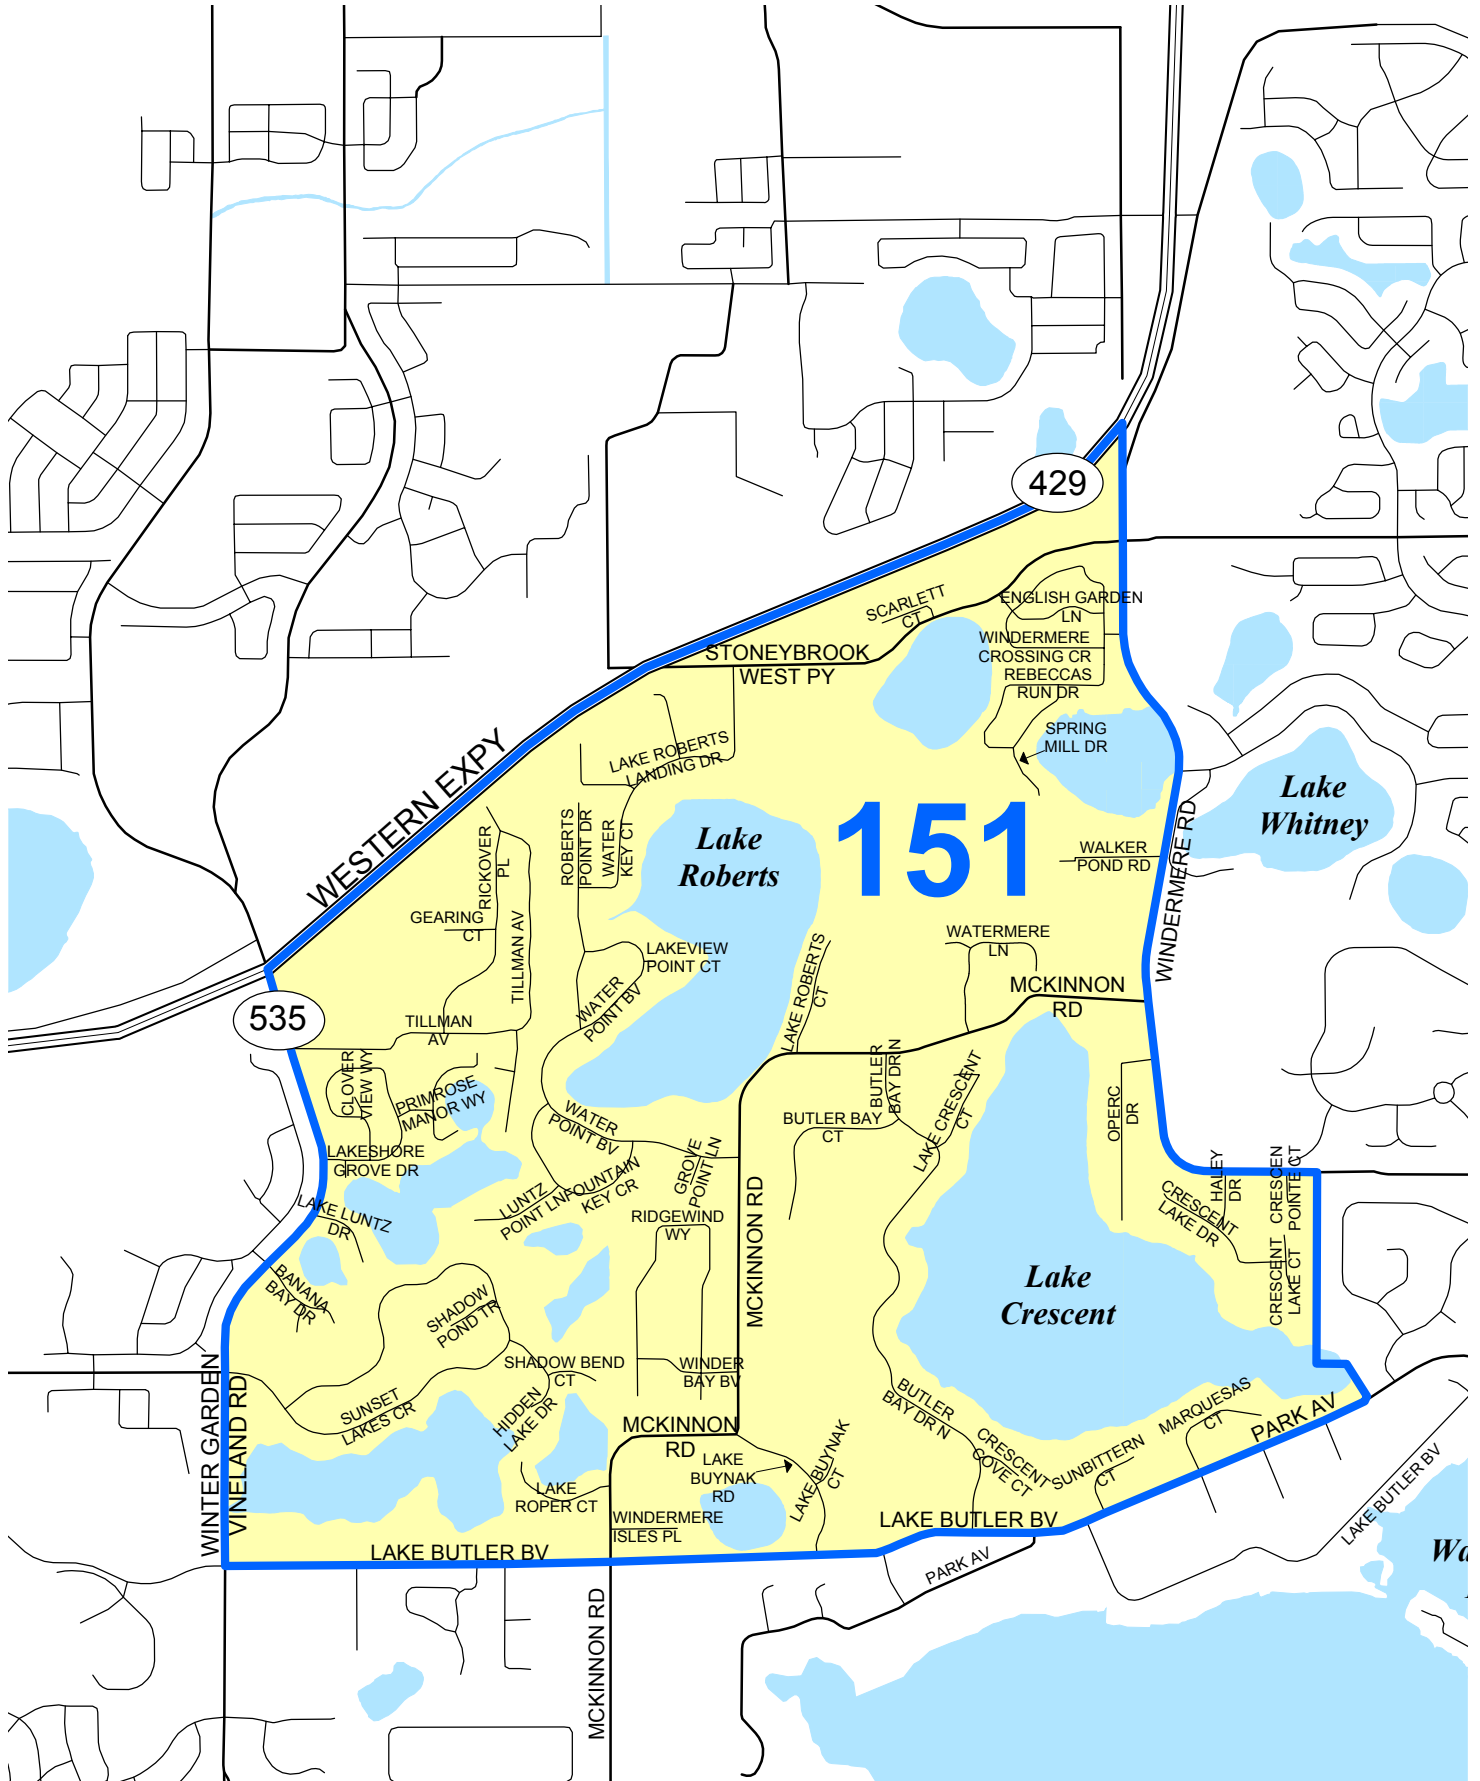 429
SCARLETT
CT
ENGLISH GARDEN
LN
WINDERMERE
CROSSING CR
REBECCAS
RUN DR
STONEYBROOK
WEST PY
SPRING
MILL DR
LAKE ROBERTS
LANDING DR
WESTERN EXPY
Lake
Whitney
151
Lake
Roberts
ROBERTS
POINT DR
WATER
KEY CT
RICKOVER
PL
WALKER
POND RD
WINDERMERE RD
GEARING
CT
TILLMAN AV
LAKEVIEW
POINT CT
WATERMERE
LN
LAKE ROBERTS
CT
WATER
POINT BV
MCKINNON
RD
535
TILLMAN
AV
CLOVER
VIEW WY
PRIMROSE
MANOR WY
BUTLER
BAY DR N
LAKE CRESCENT
CT
OPERC
DR
WATER
POINT BV
BUTLER BAY
CT
LAKESHORE
GROVE DR
GROVE
POINT LN
LUNTZ
POINT LN
FOUNTAIN
KEY CR
HALEY
DR
CRESCEN
POINTE CT
CRESCENT
LAKE DR
LAKE LUNTZ
DR
RIDGEWIND
WY
MCKINNON RD
CRESCENT
LAKE CT
Lake
Crescent
BANANA
BAY DR
SHADOW
POND TR
SHADOW BEND
CT
WINDER
BAY BV
SUNSET
LAKES CR
HIDDEN
LAKE DR
WINTER GARDEN
VINELAND RD
MCKINNON
RD
BUTLER
BAY DR N
MARQUESAS
CT
PARK AV
CRESCENT
COVE CT
SUNBITTERN
CT
LAKE
BUYNAK
RD
LAKE BUYNAK
CT
LAKE
ROPER CT
WINDERMERE
ISLES PL
LAKE BUTLER BV
LAKE BUTLER BV
LAKE BUTLER BV
PARK AV
MCKINNON RD
Wa